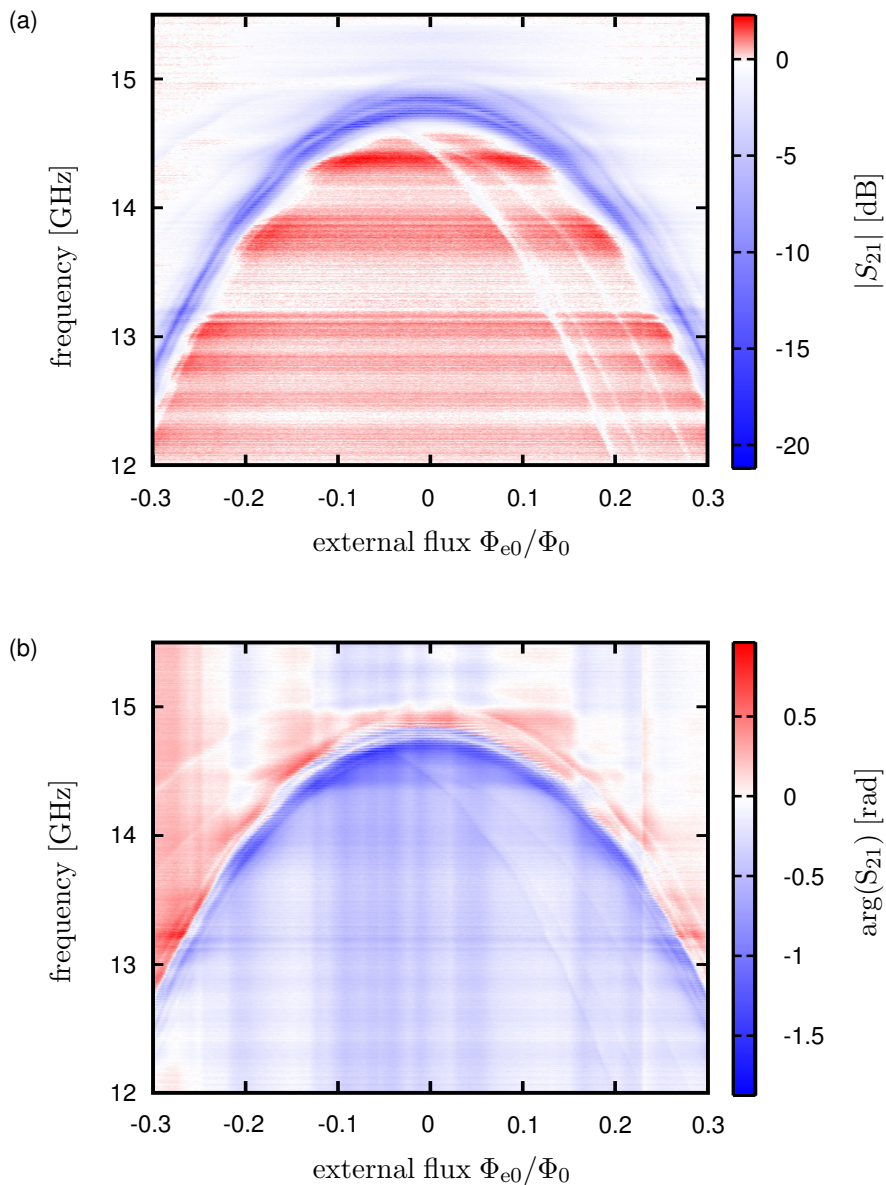 (a)
15
14
13
12
frequency [GHz]
-0.3 -0.2 -0.1 0 0.1 0.2 0.3
external flux Φe0/Φ0
0
-5
-10
-15
-20
|S21| [dB]
(b)
15
14
13
12
frequency [GHz]
-0.3 -0.2 -0.1 0 0.1 0.2 0.3
external flux Φe0/Φ0
0.5
0
-0.5
-1
-1.5
arg(S21) [rad]